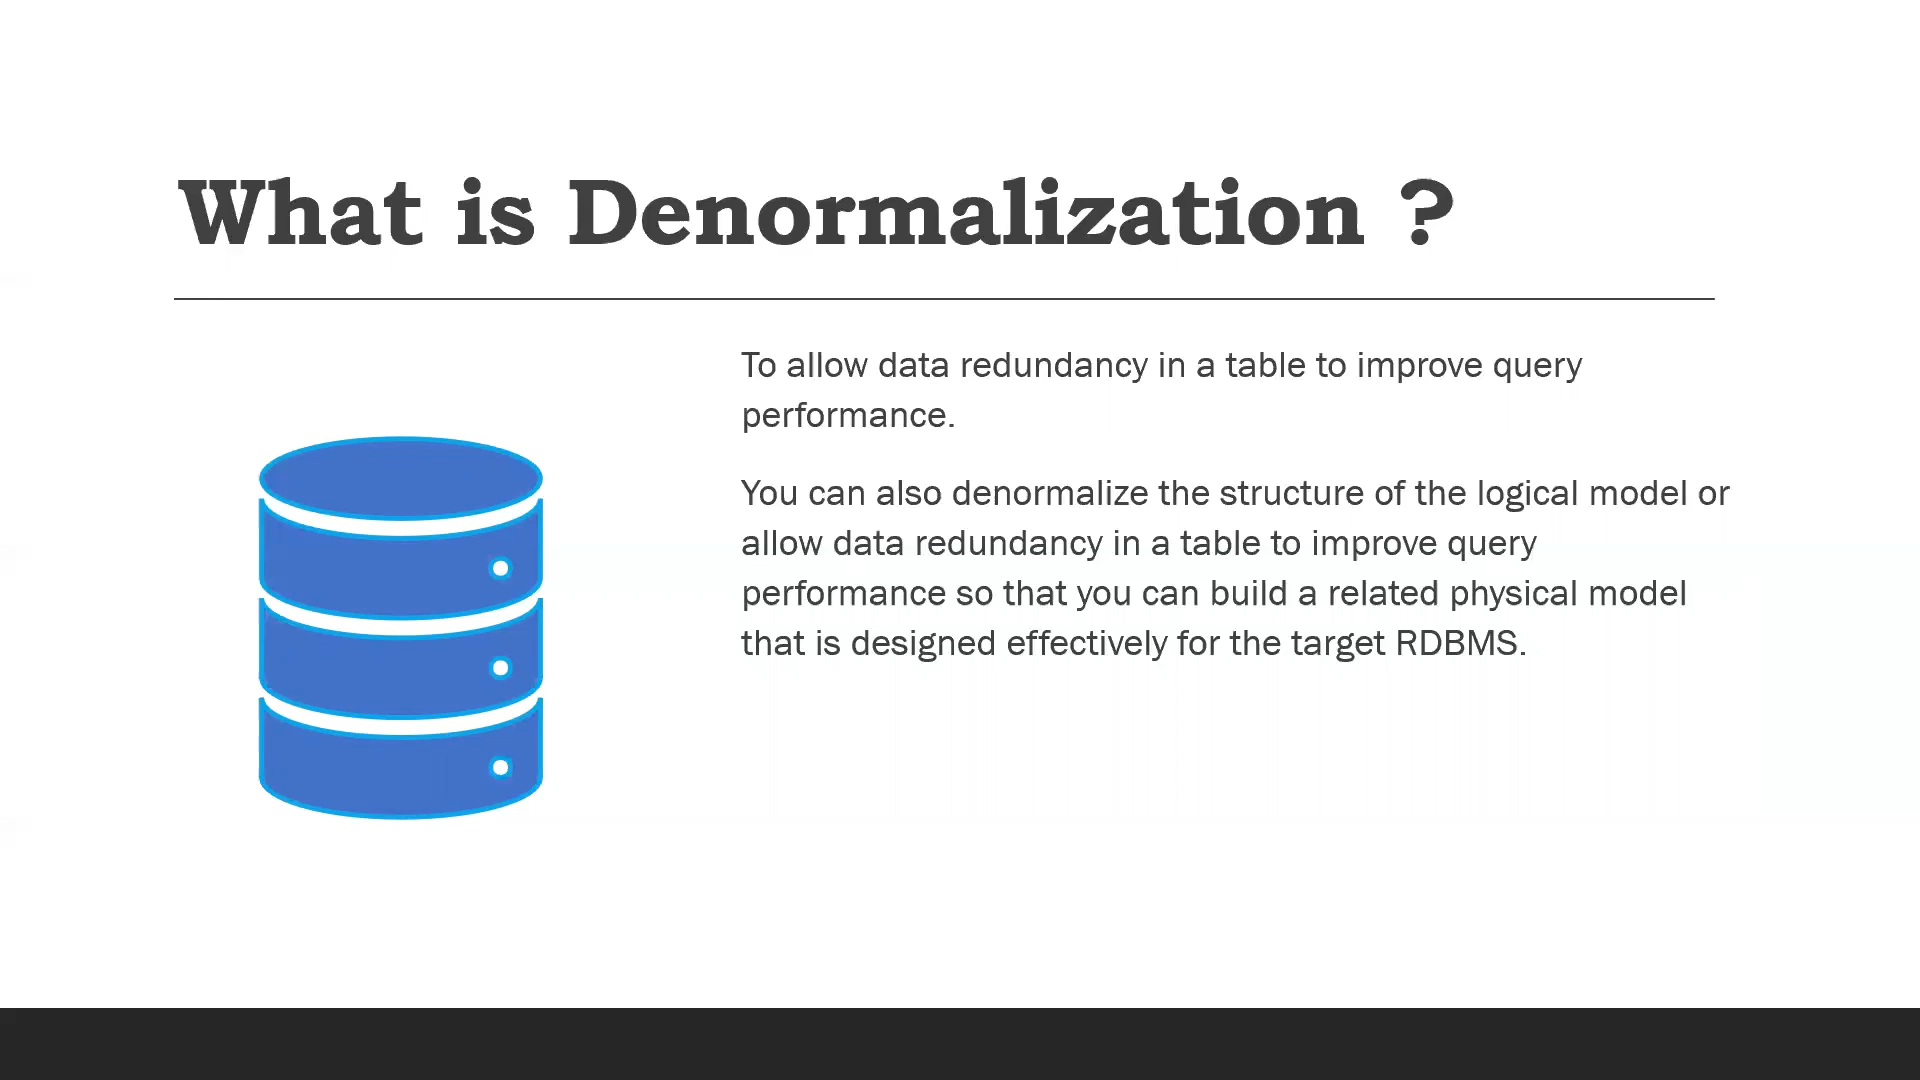 What is Denormalization ?
To allow data redundancy in a table to improve query
performance.
You can also denormalize the structure of the logical model or
allow data redundancy in a table to improve query
performance so that you can build a related physical model
that is designed effectively for the target RDBMS.